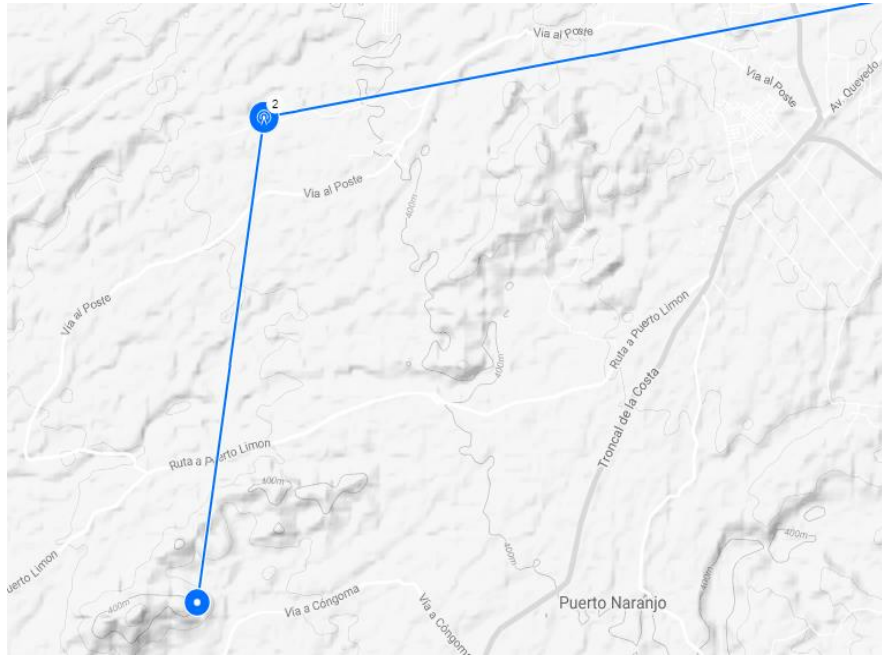 Via al Poste
Via al Poste
Av. Quevedo
2
Via al Poste
400m
Via al Poste
Ruta a Puerto Limon
400m
Troncal de la Costa
Ruta a Puerto Limon
400m
400m
400m
uerto Limon
400m
400m
Via a Cóngoma
Via a Cóngoma
Puerto Naranjo